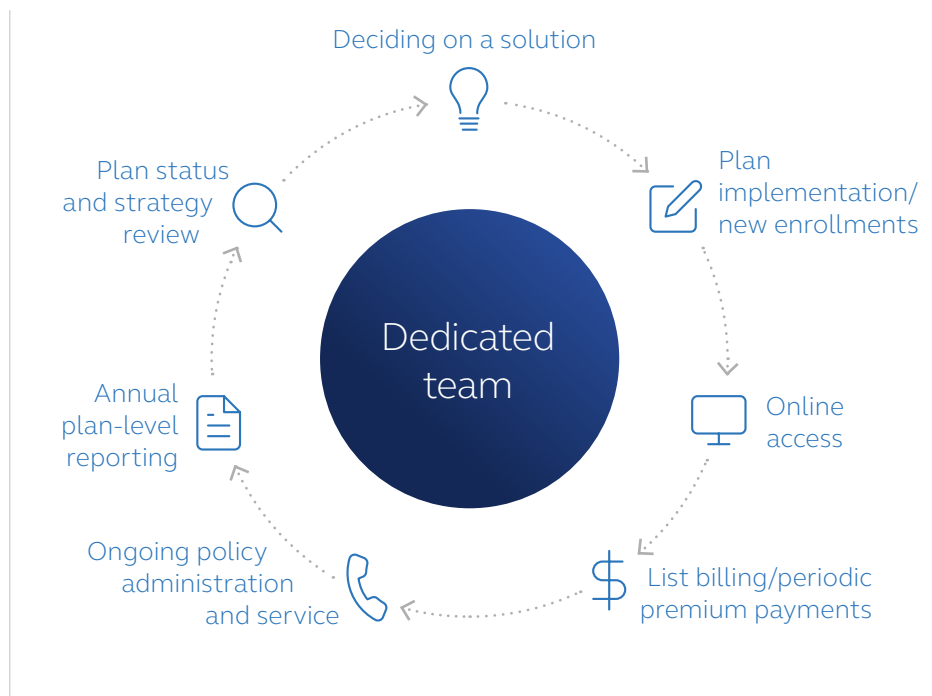 Deciding on a solution
Plan
implementation/
new enrollments
Online
access
List billing/periodic
premium payments
Ongoing policy
administration
and service
Annual
plan-level
reporting
Plan status
and strategy
review
Dedicated
team